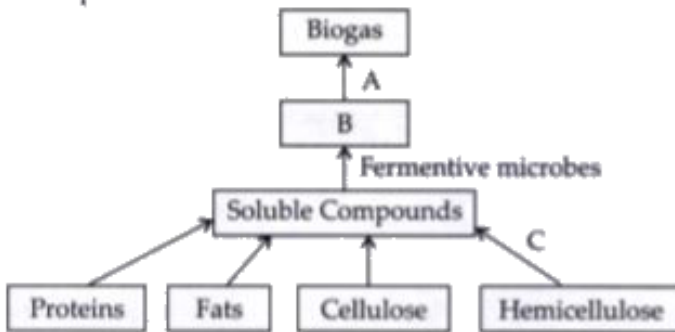 Biogas
A
B
Fermentive microbes
Soluble Compounds
C
Proteins
Fats
Cellulose
Hemicellulose